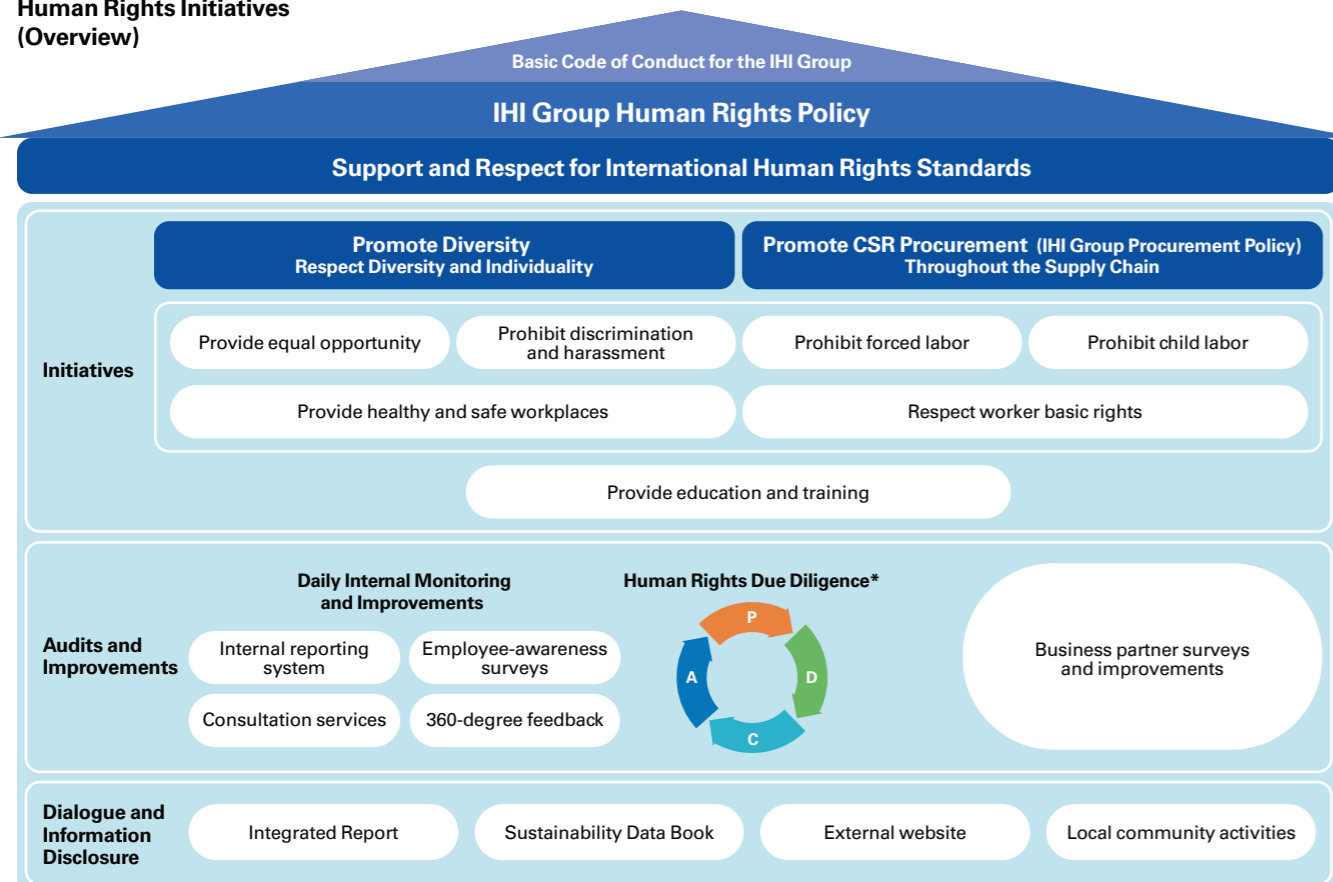 Human Rights Initiatives
(Overview)
Basic Code of Conduct for the IHI Group
IHI Group Human Rights Policy
Support and Respect for International Human Rights Standards
Promote Diversity
Respect Diversity and Individuality
Promote CSR Procurement (IHI Group Procurement Policy)
Throughout the Supply Chain
Initiatives
Provide equal opportunity
Prohibit discrimination
and harassment
Prohibit forced labor
Prohibit child labor
Provide healthy and safe workplaces
Respect worker basic rights
Provide education and training
Audits and
Improvements
Daily Internal Monitoring
and Improvements
Internal reporting
system
Employee-awareness
surveys
Consultation services
360-degree feedback
Human Rights Due Diligence*
P
D
C
A
Business partner surveys
and improvements
Dialogue and
Information
Disclosure
Integrated Report
Sustainability Data Book
External website
Local community activities